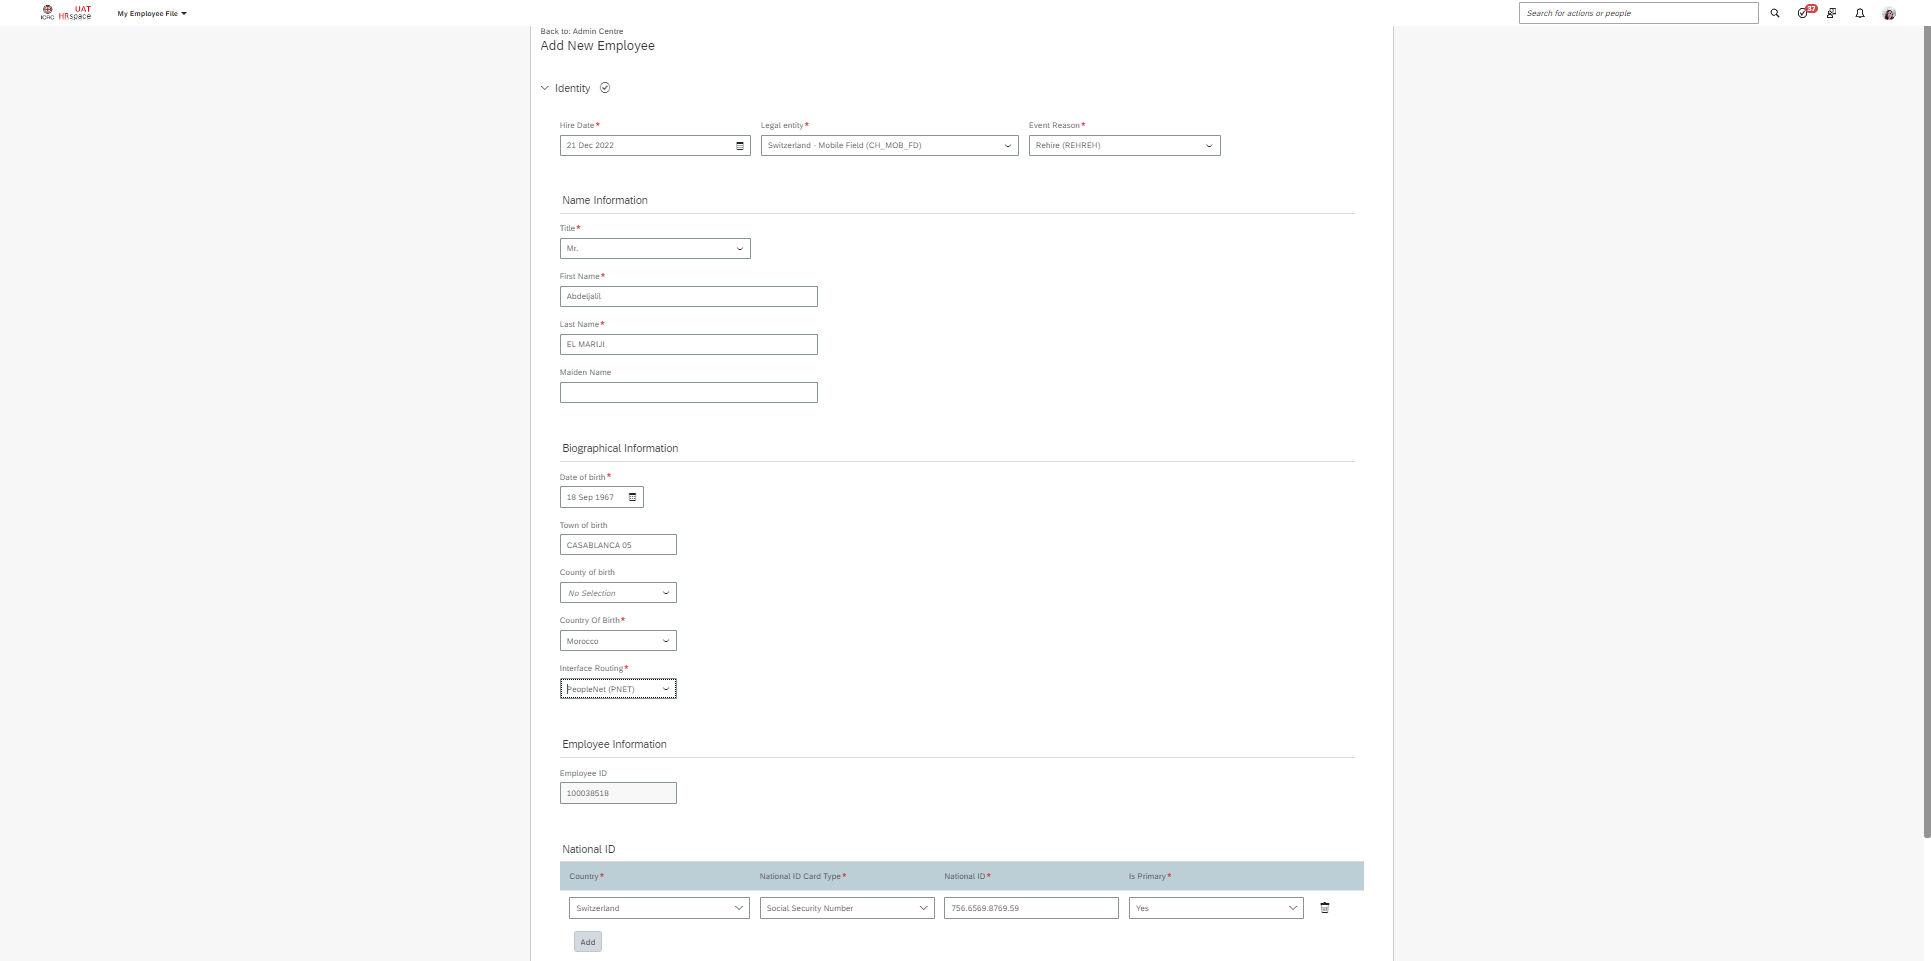 UAT
ICRC HRspace
My Employee File
Search for actions or people
37
Back to: Admin Centre
Add New Employee
Identity
Hire Date* Legal entity* Event Reason*
21 Dec 2022 Switzerland - Mobile Field (CH_MOB_FD) Rehire (REHREH)
Name Information
Title*
Mr.
First Name*
Abdeljalil
Last Name*
EL MARIJI
Maiden Name
Biographical Information
Date of birth*
18 Sep 1967
Town of birth
CASABLANCA 05
County of birth
No Selection
Country Of Birth*
Morocco
Interface Routing*
PeopleNet (PNET)
Employee Information
Employee ID
100038518
National ID
Country* National ID Card Type* National ID* Is Primary*
Switzerland Social Security Number 756.6569.8769.59 Yes
Add